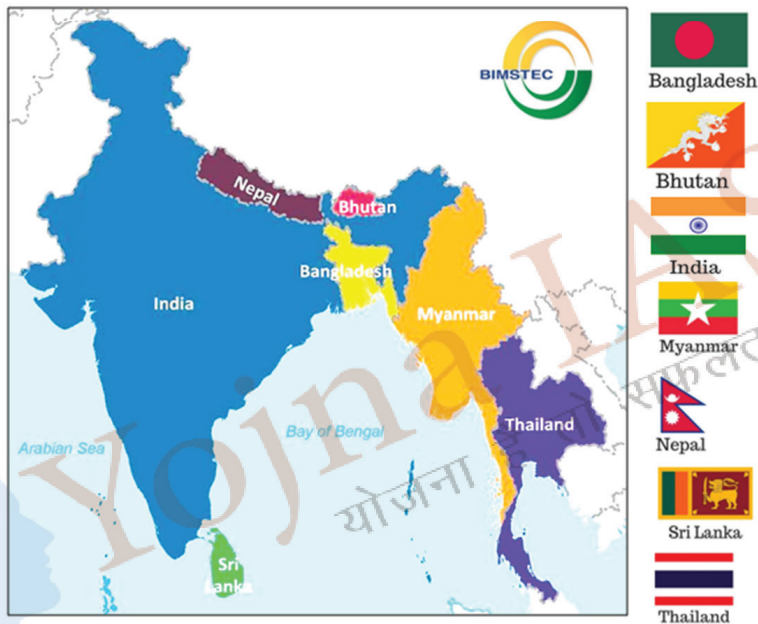 BIMSTEC
Nepal
Bhutan
Bangladesh
India
Myanmar
Thailand
Arabian Sea
Bay of Bengal
Sri
Lanka
Bangladesh
Bhutan
India
Myanmar
Nepal
Sri Lanka
Thailand
Yojna IAS
योजना है तो सफलत